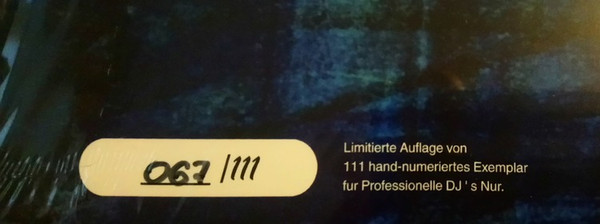 067/111
Limitierte Auflage von
111 hand-numeriertes Exemplar
fur Professionelle DJ ' s Nur.